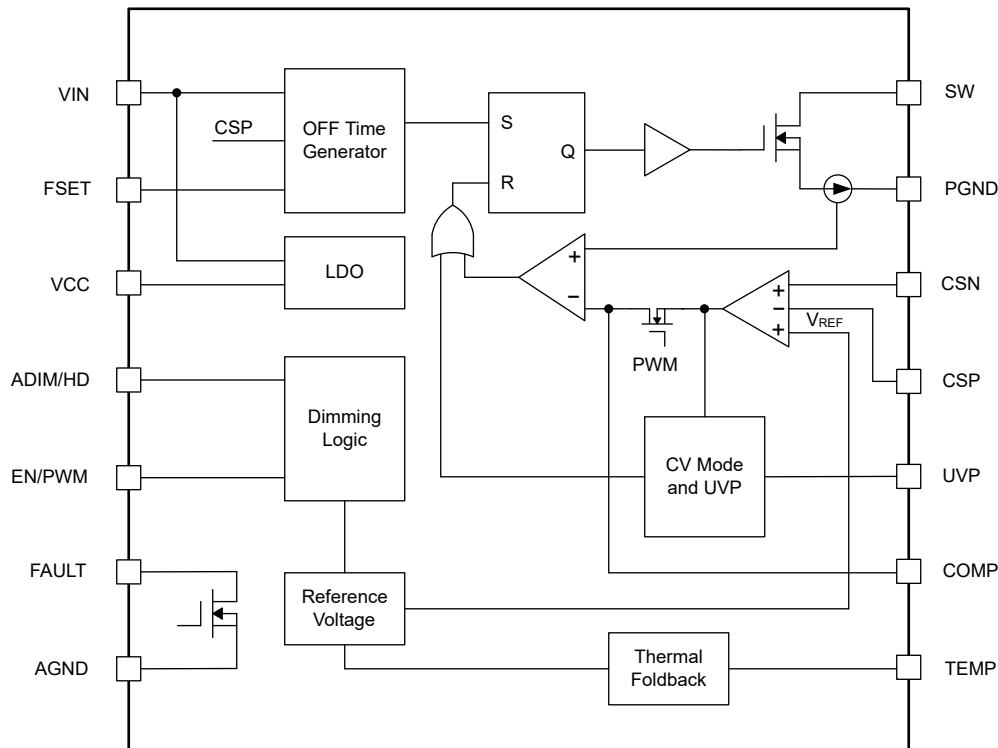 VIN
FSET
VCC
ADIM/HD
EN/PWM
FAULT
AGND
CSP
OFF Time
Generator
LDO
Dimming
Logic
Reference
Voltage
S
R
Q
+
−
PWM
+
−
+
VREF
CV Mode
and UVP
Thermal
Foldback
SW
PGND
CSN
CSP
UVP
COMP
TEMP